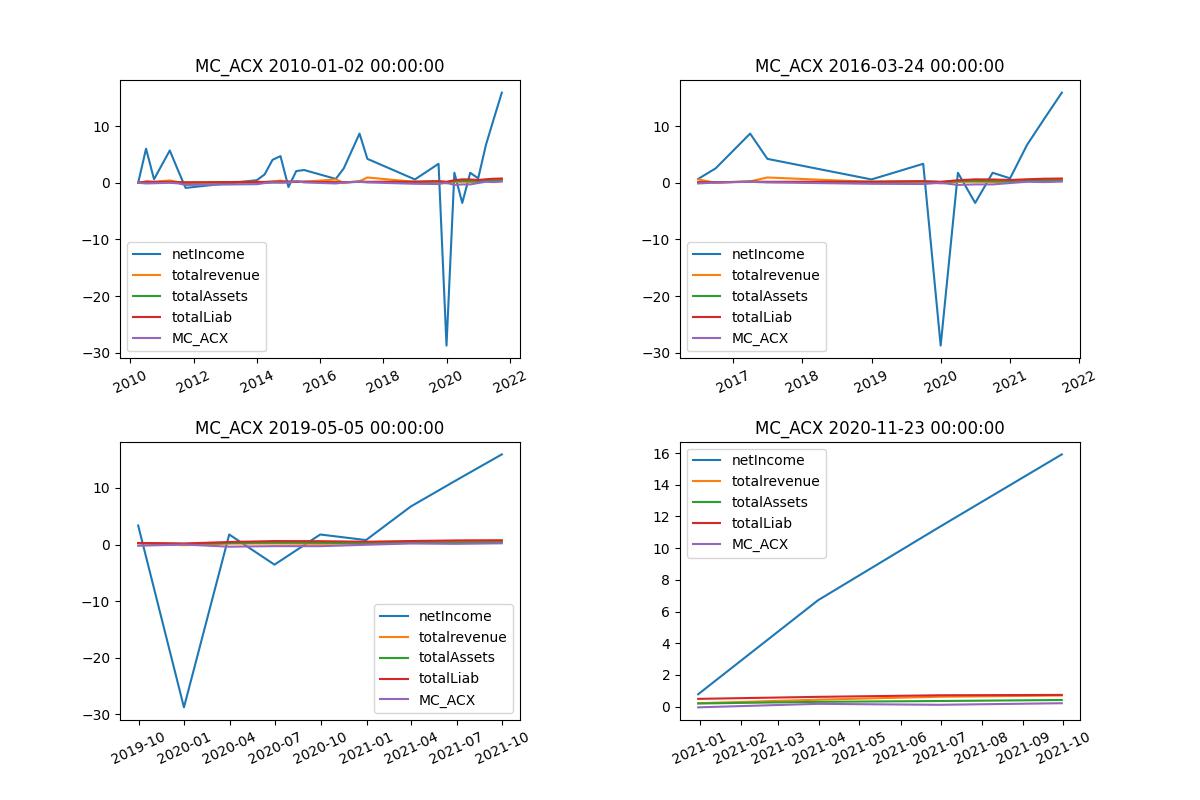 MC_ACX 2010-01-02 00:00:00
10
0
−10
−20
−30
netIncome
totalrevenue
totalAssets
totalLiab
MC_ACX
2010 2012 2014 2016 2018 2020 2022
MC_ACX 2016-03-24 00:00:00
10
0
−10
−20
−30
netIncome
totalrevenue
totalAssets
totalLiab
MC_ACX
2017 2018 2019 2020 2021 2022
MC_ACX 2019-05-05 00:00:00
10
0
−10
−20
−30
netIncome
totalrevenue
totalAssets
totalLiab
MC_ACX
2019-10 2020-01 2020-04 2020-07 2020-10 2021-01 2021-04 2021-07 2021-10
MC_ACX 2020-11-23 00:00:00
16
14
12
10
8
6
4
2
0
netIncome
totalrevenue
totalAssets
totalLiab
MC_ACX
2021-01 2021-02 2021-03 2021-04 2021-05 2021-06 2021-07 2021-08 2021-09 2021-10